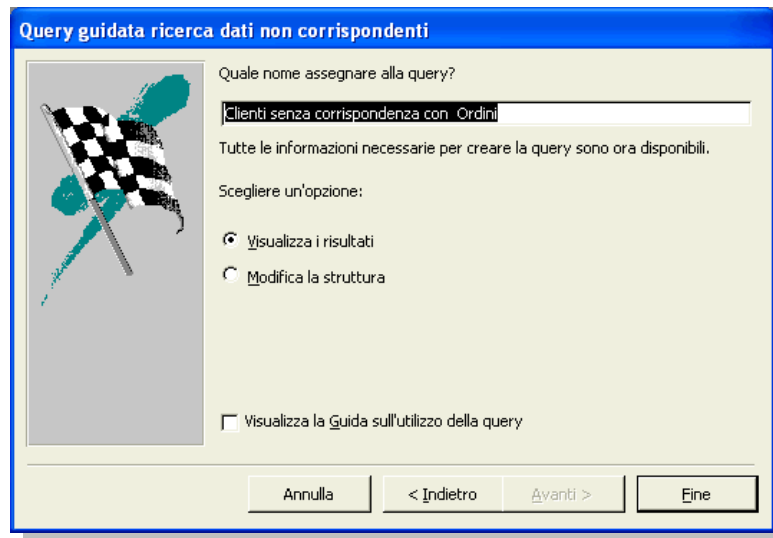 Query guidata ricerca dati non corrispondenti
Quale nome assegnare alla query?
Clienti senza corrispondenza con  Ordini
Tutte le informazioni necessarie per creare la query sono ora disponibili.
Scegliere un'opzione:
Visualizza i risultati
Modifica la struttura
Visualizza la Guida sull'utilizzo della query
Annulla
< Indietro
Avanti >
Fine